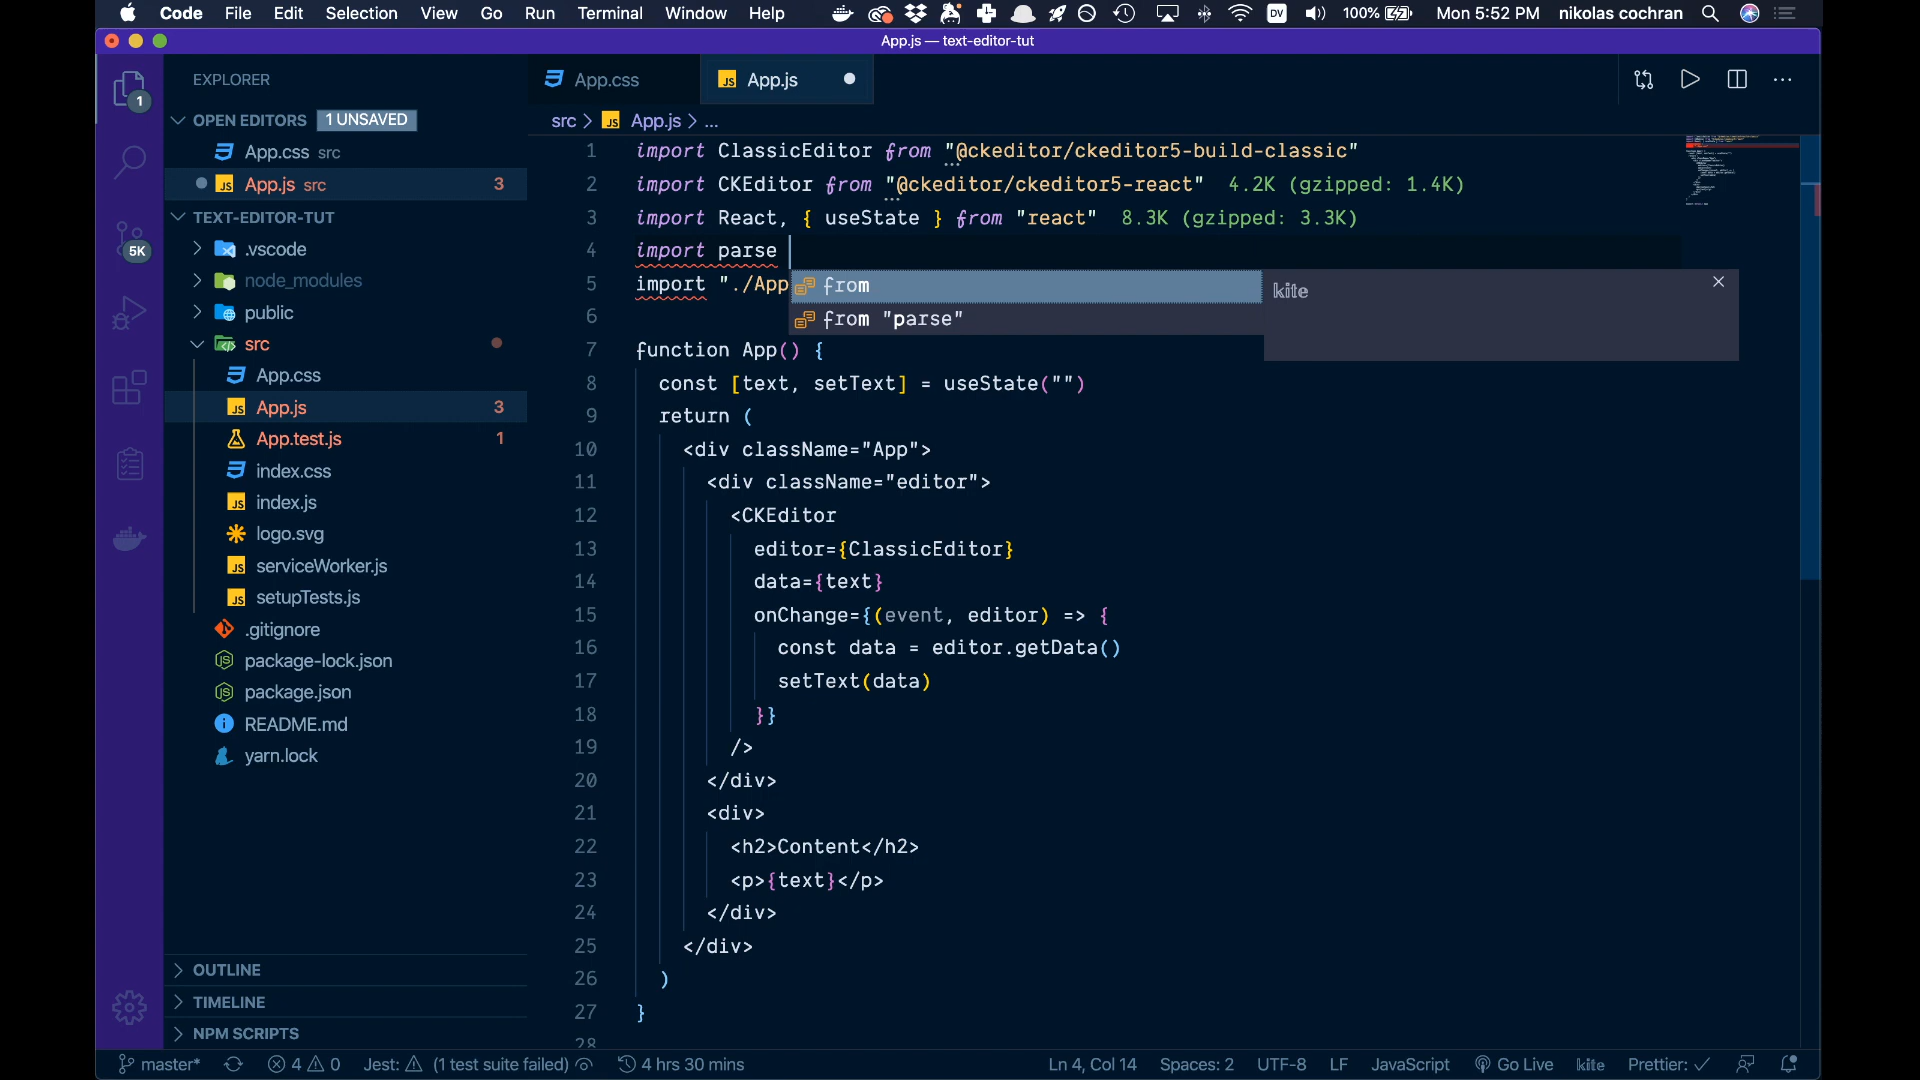 Code File Edit Selection View Go Run Terminal Window Help DV 100% Mon 5:52 PM nikolas cochran
App.js — text-editor-tut
EXPLORER
OPEN EDITORS 1 UNSAVED
App.css src
App.js src 3
TEXT-EDITOR-TUT
.vscode
node_modules
public
src
App.css
App.js 3
App.test.js 1
index.css
index.js
logo.svg
serviceWorker.js
setupTests.js
.gitignore
package-lock.json
package.json
README.md
yarn.lock
OUTLINE
TIMELINE
NPM SCRIPTS
1
5K
App.css App.js
src > App.js > ...
1 import ClassicEditor from "@ckeditor/ckeditor5-build-classic"
2 import CKEditor from "@ckeditor/ckeditor5-react" 4.2K (gzipped: 1.4K)
3 import React, { useState } from "react" 8.3K (gzipped: 3.3K)
4 import parse
5 import "./App
from
from "parse"
kite
6
7 function App() {
8 const [text, setText] = useState("")
9 return (
10 <div className="App">
11 <div className="editor">
12 <CKEditor
13 editor={ClassicEditor}
14 data={text}
15 onChange={(event, editor) => {
16 const data = editor.getData()
17 setText(data)
18 }}
19 />
20 </div>
21 <div>
22 <h2>Content</h2>
23 <p>{text}</p>
24 </div>
25 </div>
26 )
27 }
28
master* 4 0 Jest: (1 test suite failed) 4 hrs 30 mins Ln 4, Col 14 Spaces: 2 UTF-8 LF JavaScript Go Live kite Prettier: ✓